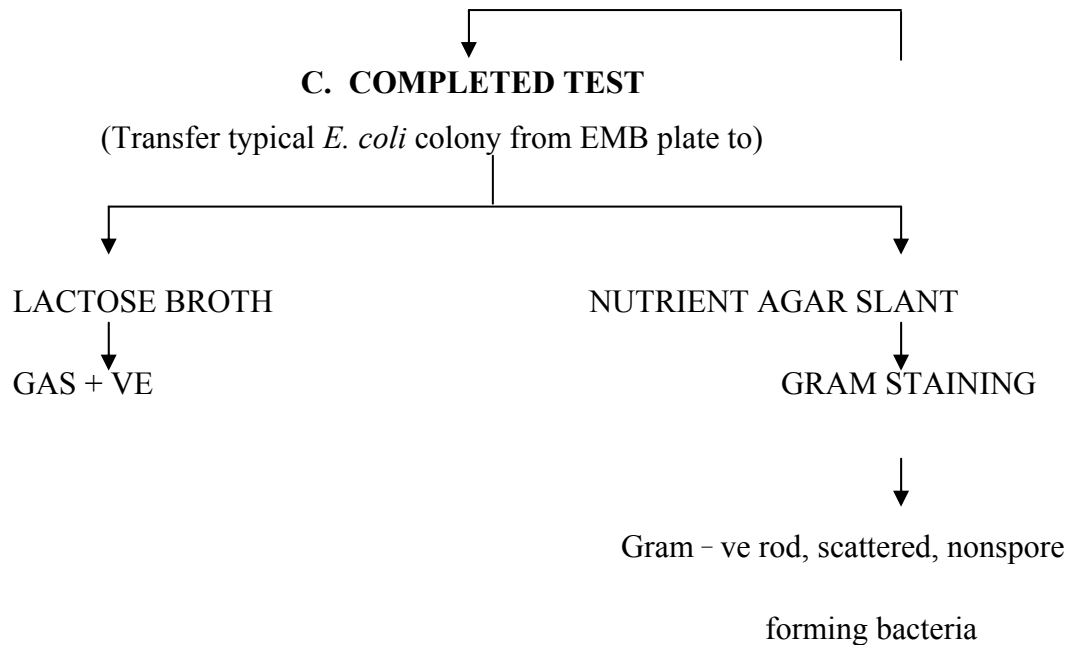 C. COMPLETED TEST
(Transfer typical E. coli colony from EMB plate to)
LACTOSE BROTH
NUTRIENT AGAR SLANT
GAS + VE
GRAM STAINING
Gram - ve rod, scattered, nonspore
forming bacteria